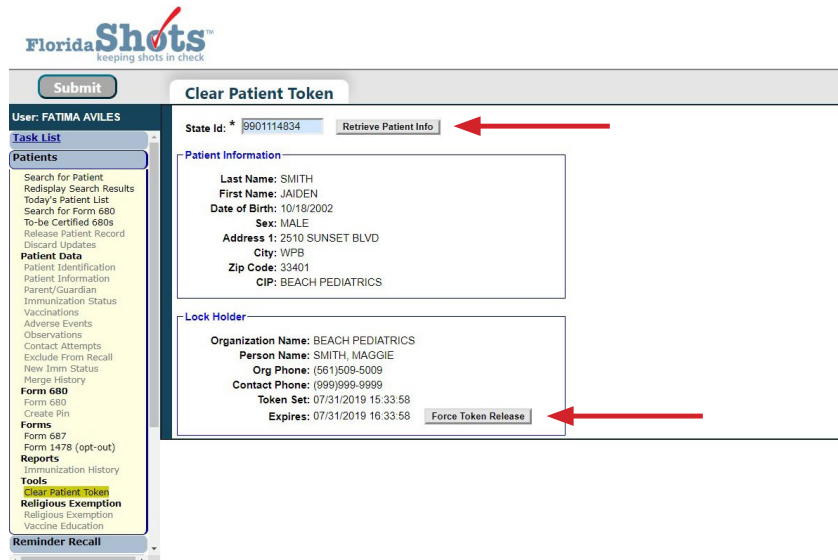 Florida Shots™
keeping shots in check
Submit
Clear Patient Token
User: FATIMA AVILES
Task List
Patients
Search for Patient
Redisplay Search Results
Today's Patient List
Search for Form 680
To-be Certified 680s
Release Patient Record
Discard Updates
Patient Data
Patient Identification
Patient Information
Parent/Guardian
Immunization Status
Vaccinations
Adverse Events
Observations
Contact Attempts
Exclude From Recall
New Imm Status
Merge History
Form 680
Form 680
Create Pin
Forms
Form 687
Form 1478 (opt-out)
Reports
Immunization History
Tools
Clear Patient Token
Religious Exemption
Religious Exemption
Vaccine Education
Reminder Recall
State Id: * 9901114834 Retrieve Patient Info
Patient Information
Last Name: SMITH
First Name: JAIDEN
Date of Birth: 10/18/2002
Sex: MALE
Address 1: 2510 SUNSET BLVD
City: WPB
Zip Code: 33401
CIP: BEACH PEDIATRICS
Lock Holder
Organization Name: BEACH PEDIATRICS
Person Name: SMITH, MAGGIE
Org Phone: (561)509-5009
Contact Phone: (999)999-9999
Token Set: 07/31/2019 15:33:58
Expires: 07/31/2019 16:33:58 Force Token Release